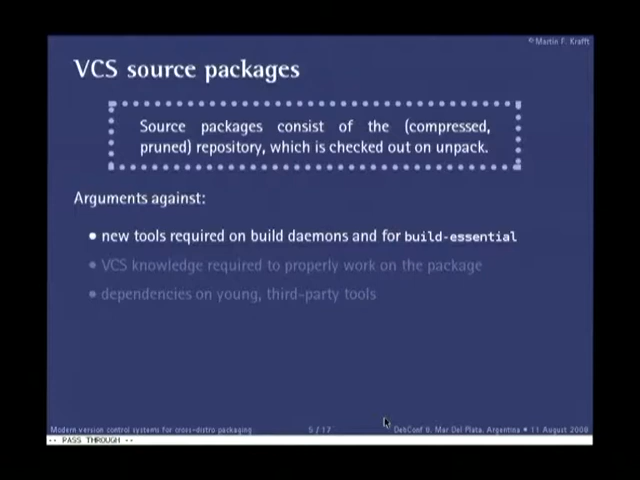 © Martin F. Krafft
VCS source packages
Source packages consist of the (compressed,
pruned) repository, which is checked out on unpack.
Arguments against:
• new tools required on build daemons and for build-essential
• VCS knowledge required to properly work on the package
• dependencies on young, third-party tools
Modern version control systems for cross-distro packaging 5 / 17 DebConf 8, Mar Del Plata, Argentina • 11 August 2008
-- PASS THROUGH --